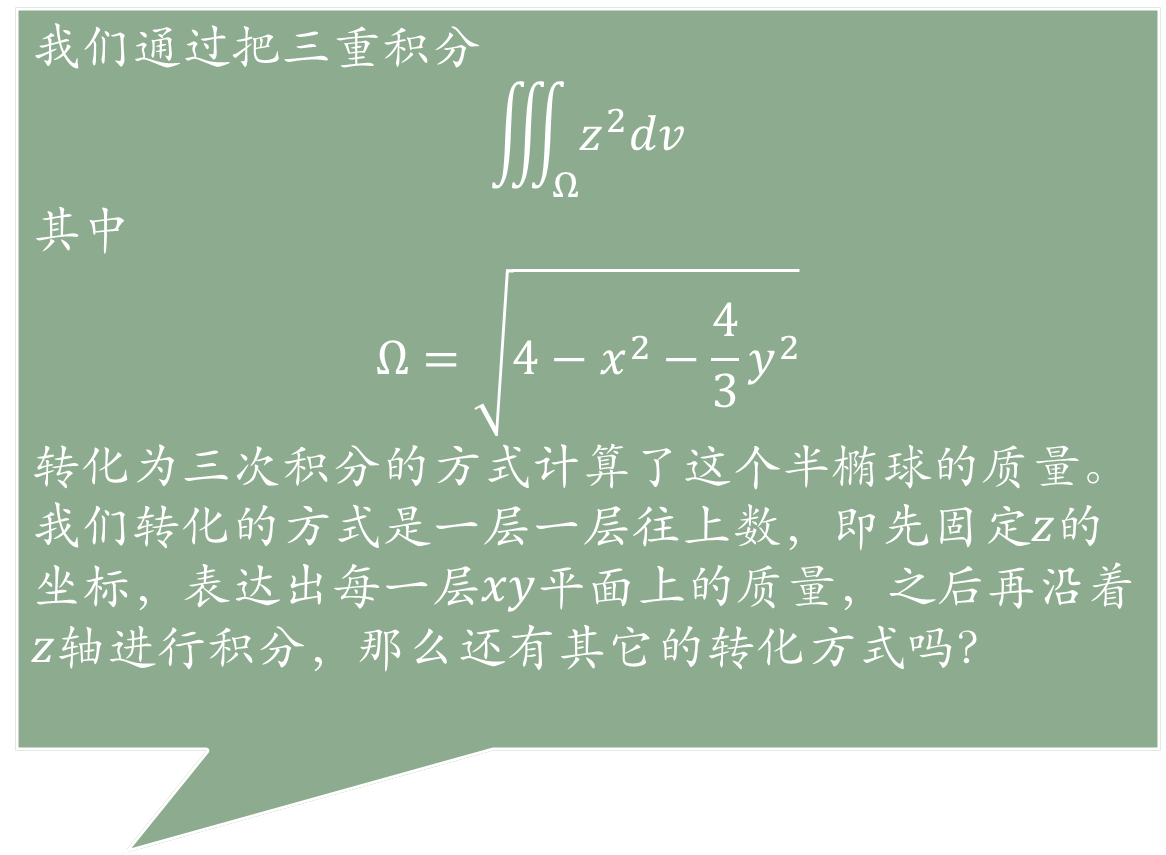 我们通过把三重积分
∭_Ω z²dv
其中
Ω = √(4 − x² − 4/3 y²)
转化为三次积分的方式计算了这个半椭球的质量。
我们转化的方式是一层一层往上数，即先固定z的
坐标，表达出每一层xy平面上的质量，之后再沿着
z轴进行积分，那么还有其它的转化方式吗？